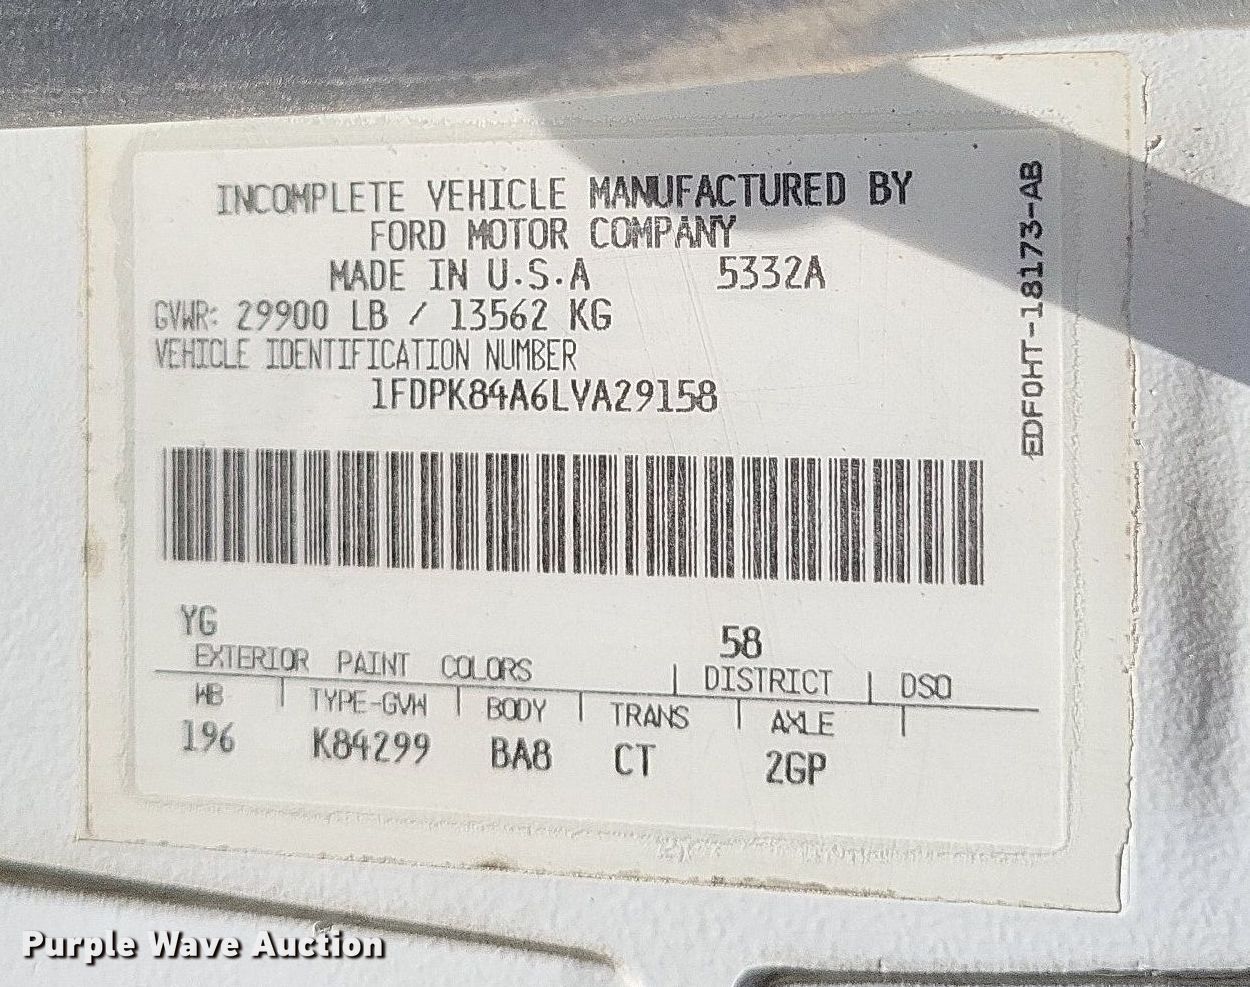 INCOMPLETE VEHICLE MANUFACTURED BY
FORD MOTOR COMPANY
MADE IN U.S.A 5332A
GVWR: 29900 LB / 13562 KG
VEHICLE IDENTIFICATION NUMBER
1FDPK84A6LVA29158
EDF0HT-18173-AB
YG 58
EXTERIOR PAINT COLORS | DISTRICT | DSO
WB | TYPE-GVW | BODY | TRANS | AXLE |
196 K84299 BA8 CT 2GP
Purple Wave Auction